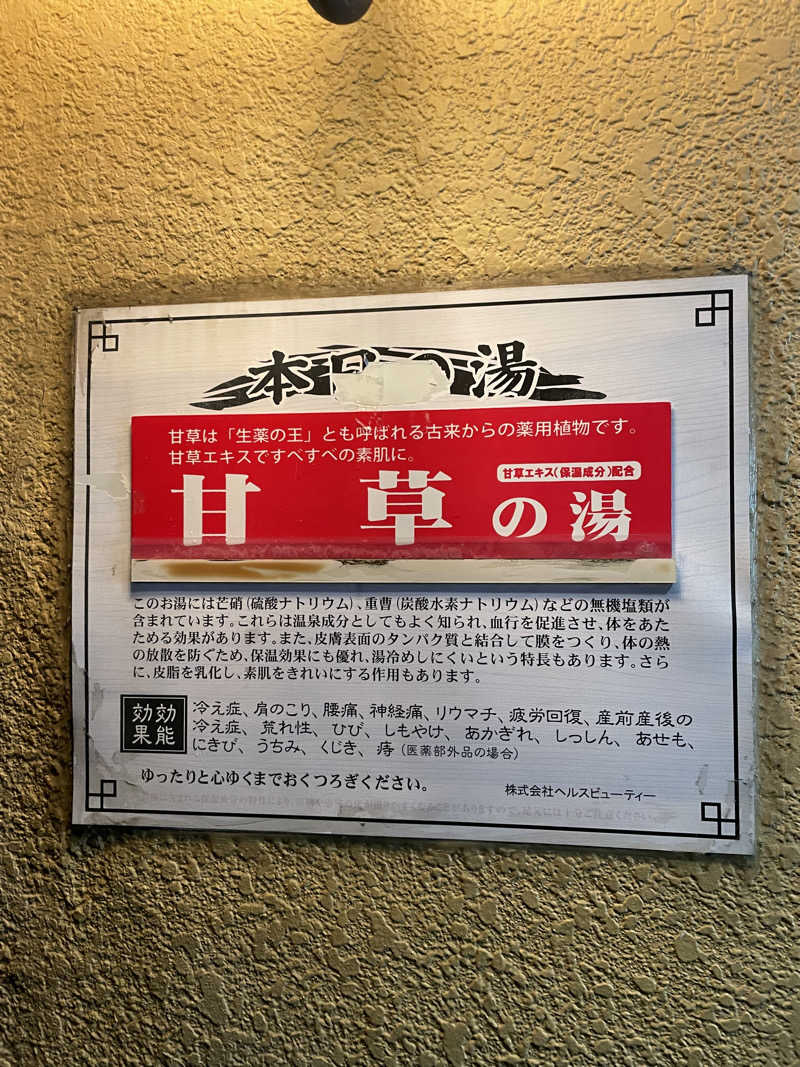 本日の湯
甘草は「生薬の王」とも呼ばれる古来からの薬用植物です。
甘草エキスですべすべの素肌に。
甘草エキス(保温成分)配合
甘草の湯
このお湯には芒硝(硫酸ナトリウム)、重曹(炭酸水素ナトリウム)などの無機塩類が
含まれています。これらは温泉成分としてもよく知られ、血行を促進させ、体をあた
ためる効果があります。また、皮膚表面のタンパク質と結合して膜をつくり、体の熱
の放散を防ぐため、保温効果にも優れ、湯冷めしにくいという特長もあります。さら
に、皮脂を乳化し、素肌をきれいにする作用もあります。
効能
効果
冷え症、肩のこり、腰痛、神経痛、リウマチ、疲労回復、産前産後の
冷え症、荒れ性、ひび、しもやけ、あかぎれ、しっしん、あせも、
にきび、うちみ、くじき、痔(医薬部外品の場合)
ゆったりと心ゆくまでおくつろぎください。
株式会社ヘルスビューティー